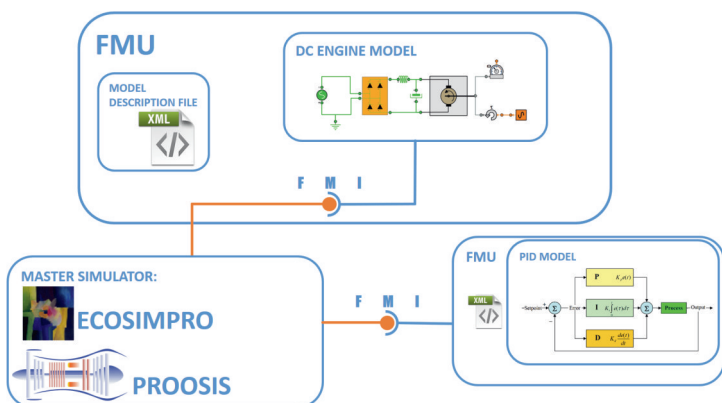 FMU
DC ENGINE MODEL
MODEL
DESCRIPTION FILE
XML
</>
F M I
MASTER SIMULATOR:
ECOSIMPRO
PROOSIS
F M I
FMU
XML
</>
PID MODEL
P
Setpoint
+
Σ
−
Error
I
Σ
Process
Output
D